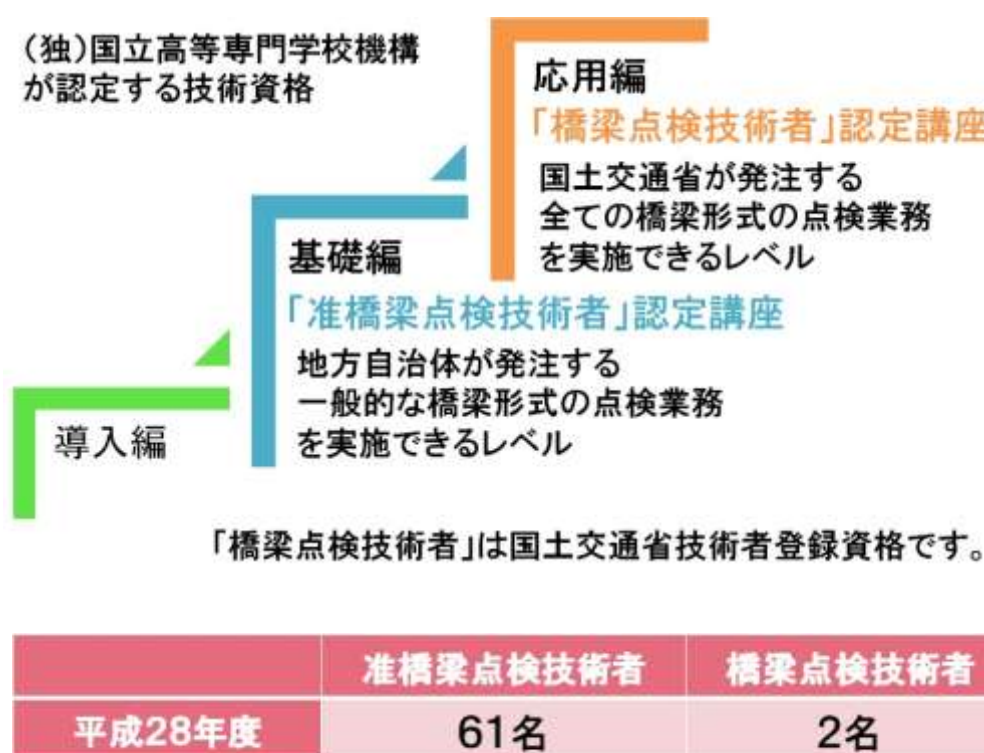 （独）国立高等専門学校機構
が認定する技術資格
応用編
「橋梁点検技術者」認定講座
国土交通省が発注する
全ての橋梁形式の点検業務
を実施できるレベル
基礎編
「准橋梁点検技術者」認定講座
地方自治体が発注する
一般的な橋梁形式の点検業務
を実施できるレベル
導入編
「橋梁点検技術者」は国土交通省技術者登録資格です。
准橋梁点検技術者 橋梁点検技術者
平成28年度 61名 2名